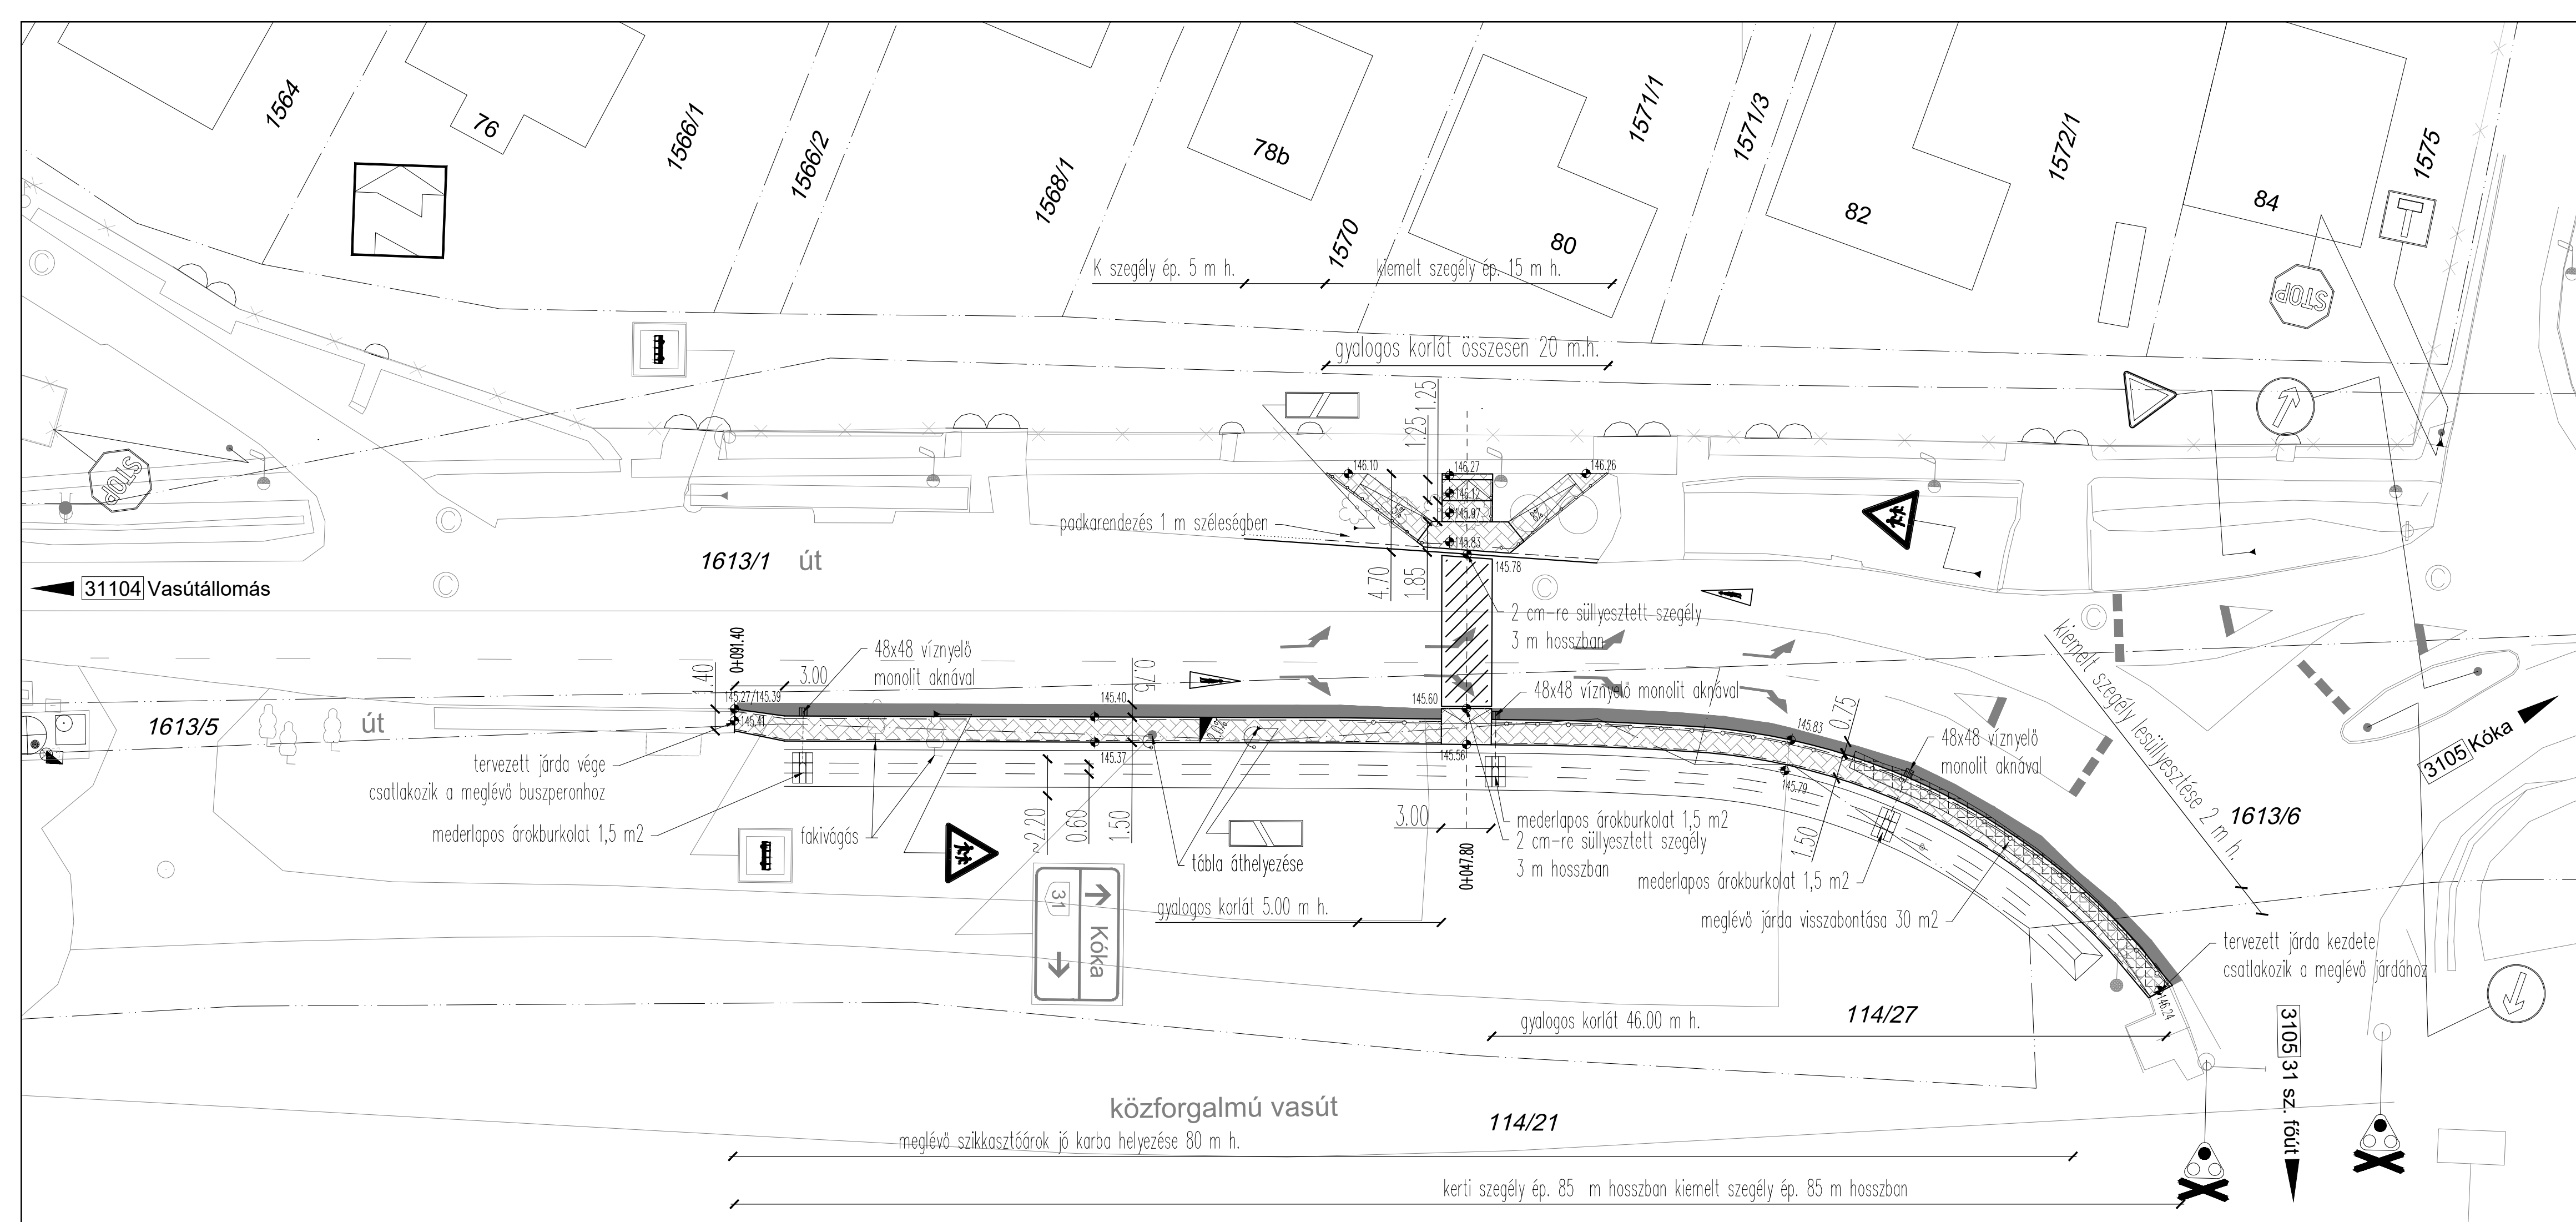 1564
76
1566/1
1566/2
1568/1
78b
1570
80
1571/1
1571/3
82
1572/1
84
1575
K szegély ép. 5 m h.
kiemelt szegély ép. 15 m h.
gyalogos korlát összesen 20 m.h.
STOP
STOP
1.25
1.25
146.10
146.27
146.26
146.12
145.97
145.83
145.78
padkarendezés 1 m széleségben
4.70
1.85
1613/1 út
31104 Vasútállomás
C
C
C
C
C
C
2 cm-re süllyesztett szegély
3 m hosszban
0+091.40
1.40
3.00
48x48 víznyelő
monolit aknával
0.75
145.27/145.39
145.41
145.40
145.60
48x48 víznyelő monolit aknával
145.83
0.75
48x48 víznyelő
monolit aknával
kiemelt szegély lesüllyesztése 2 m h.
3105 Kóka
1613/5 út
1613/6
tervezett járda vége
csatlakozik a meglévő buszperonhoz
mederlapos árokburkolat 1,5 m2
fakivágás
145.37
2.0%
145.56
145.79
~2.20
0.60
1.50
tábla áthelyezése
3.00
0+047.80
mederlapos árokburkolat 1,5 m2
2 cm-re süllyesztett szegély
3 m hosszban
1.50
mederlapos árokburkolat 1,5 m2
meglévő járda visszabontása 30 m2
gyalogos korlát 5.00 m h.
31
Kóka
tervezett járda kezdete
csatlakozik a meglévő járdához
146.24
gyalogos korlát 46.00 m h.
114/27
3105 31 sz. főút
közforgalmú vasút
114/21
meglévő szikkasztóárok jó karba helyezése 80 m h.
kerti szegély ép. 85 m hosszban kiemelt szegély ép. 85 m hosszban